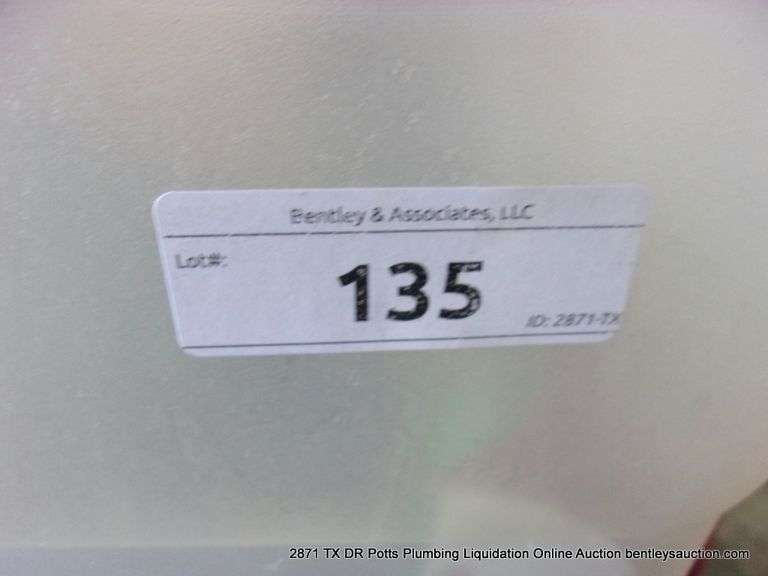 Bentley & Associates, LLC
Lot#:
135
ID: 2871-TX
2871 TX DR Potts Plumbing Liquidation Online Auction bentleysauction.com